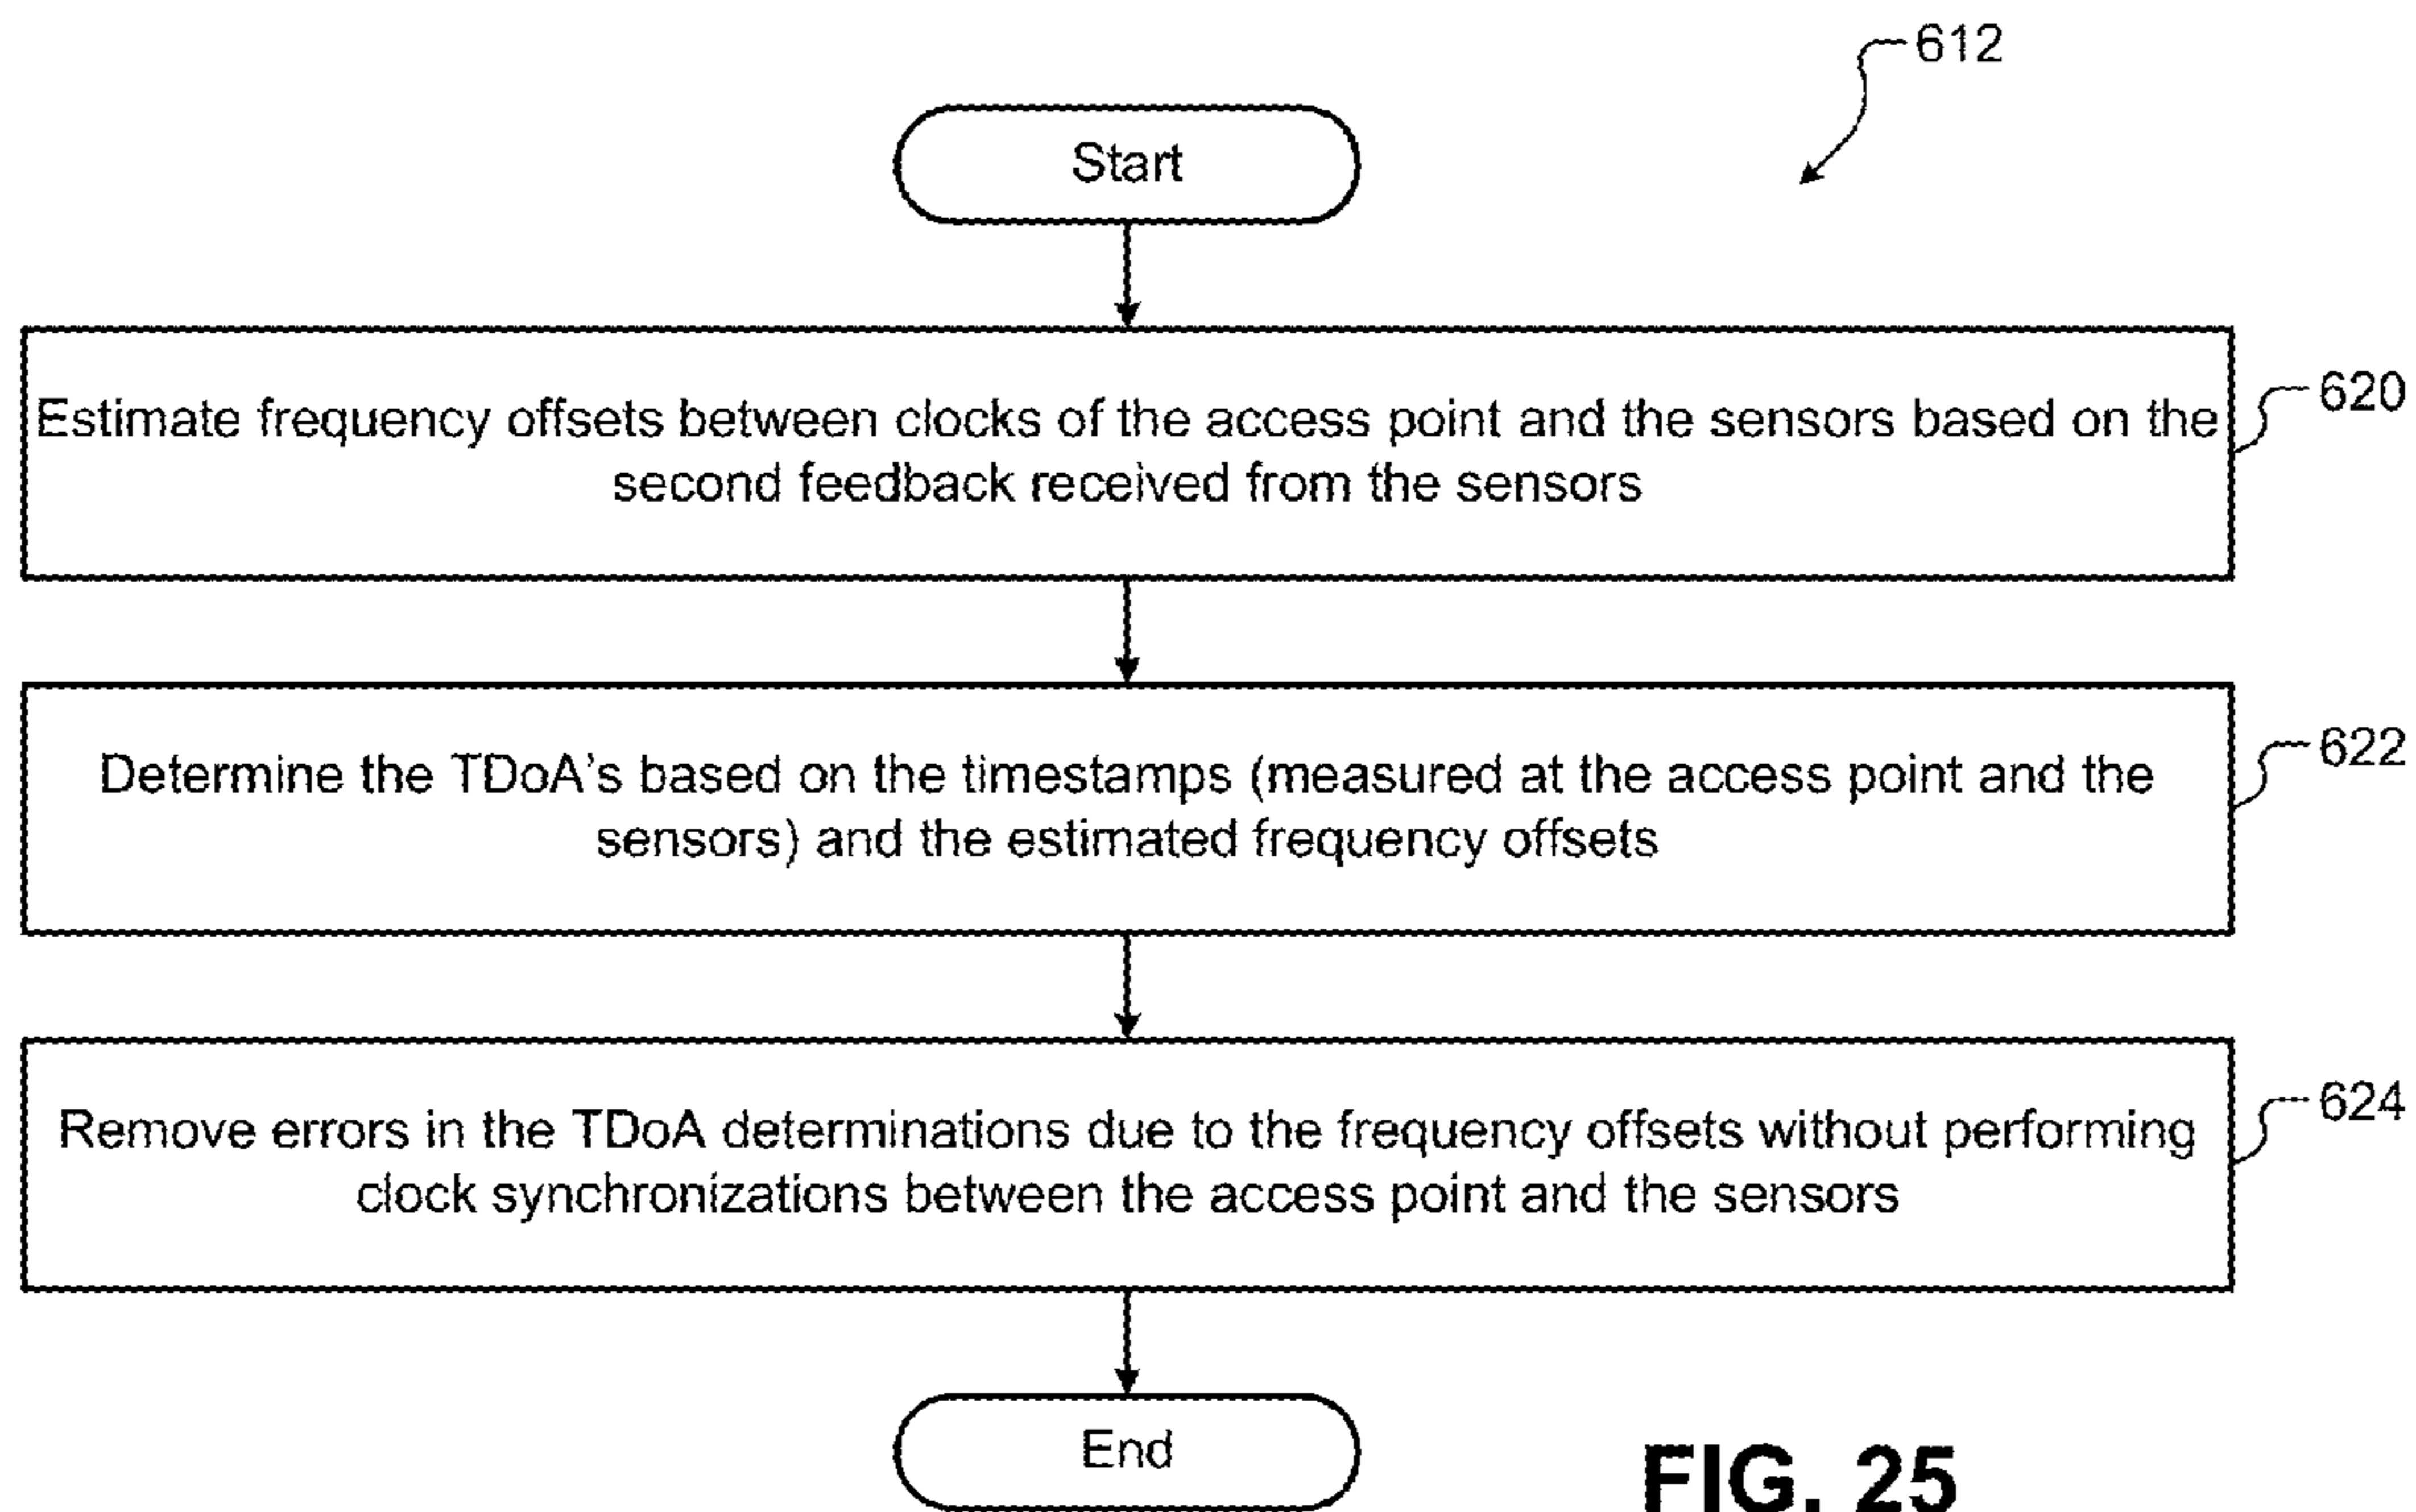 612
Start
Estimate frequency offsets between clocks of the access point and the sensors based on the
second feedback received from the sensors
620
Determine the TDoA's based on the timestamps (measured at the access point and the
sensors) and the estimated frequency offsets
622
Remove errors in the TDoA determinations due to the frequency offsets without performing
clock synchronizations between the access point and the sensors
624
End
FIG. 25